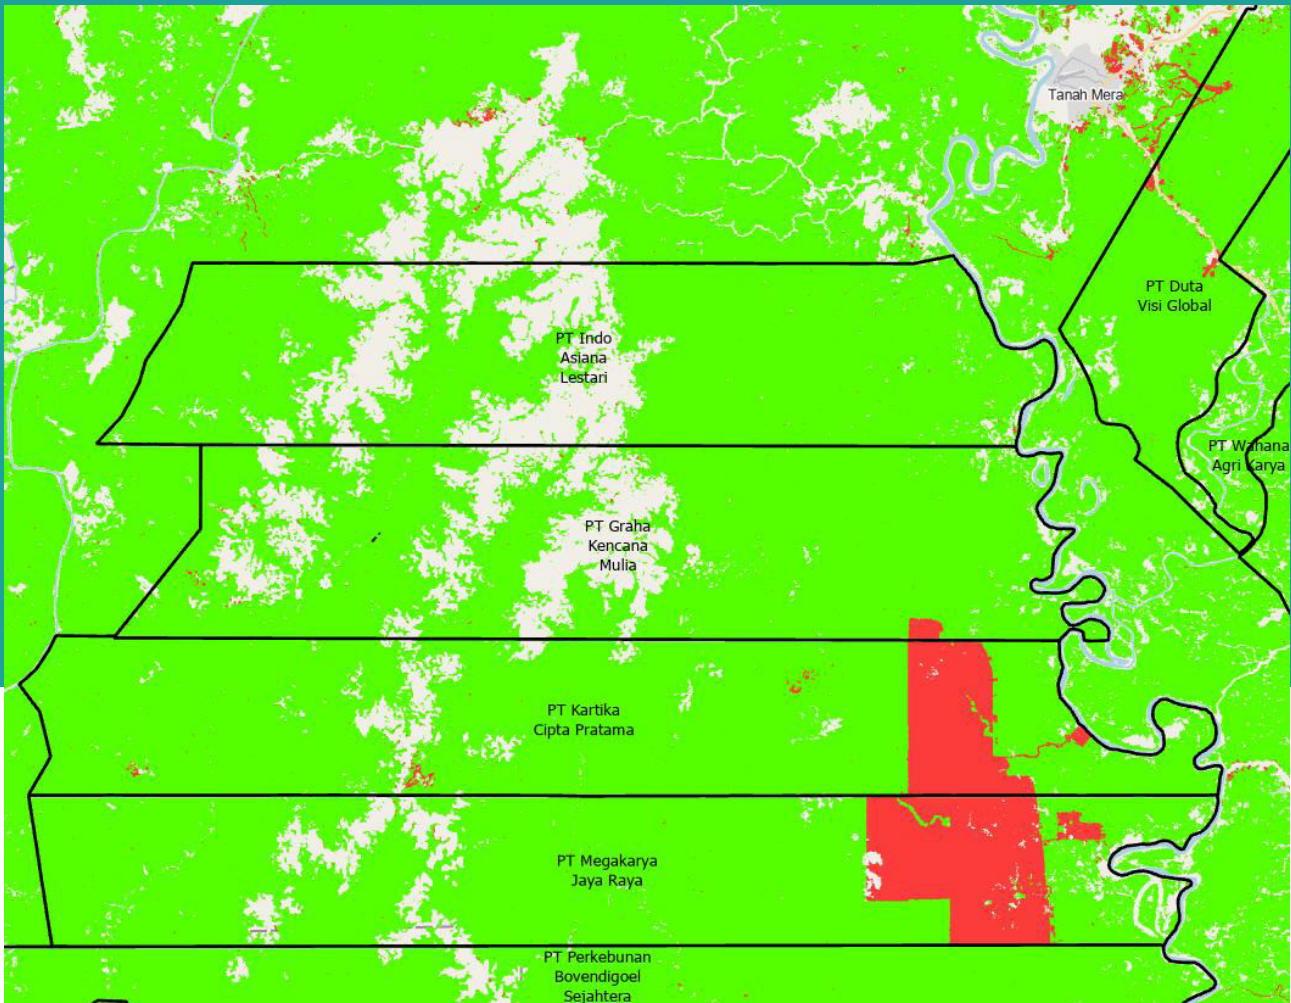 Tanah Mera
PT Duta
Visi Global
PT Indo
Asiana
Lestari
PT Wahana
Agri Karya
PT Graha
Kencana
Mulia
PT Kartika
Cipta Pratama
PT Megakarya
Jaya Raya
PT Perkebunan
Bovendigoel
Sejahtera